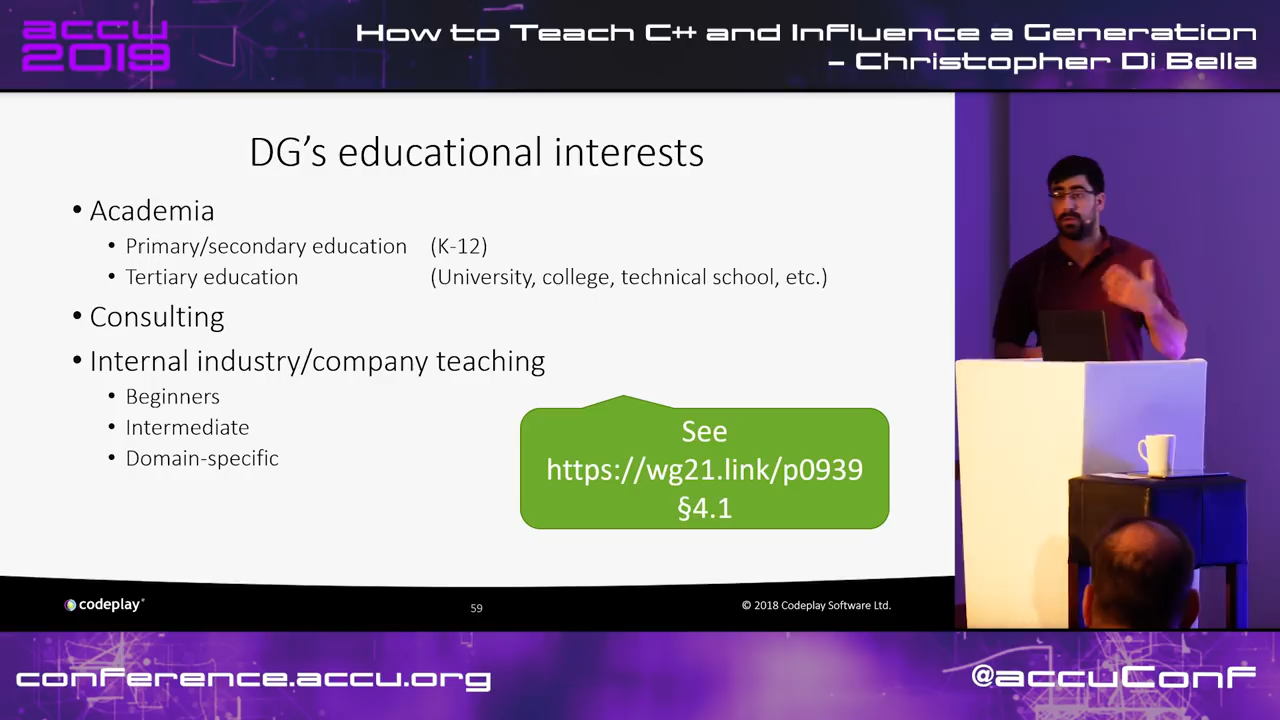 accu
2019
How to Teach C++ and Influence a Generation
– Christopher Di Bella
DG's educational interests
• Academia
• Primary/secondary education (K-12)
• Tertiary education (University, college, technical school, etc.)
• Consulting
• Internal industry/company teaching
• Beginners
• Intermediate
• Domain-specific
See
https://wg21.link/p0939
§4.1
codeplay®
59
© 2018 Codeplay Software Ltd.
conference.accu.org
@accuConf